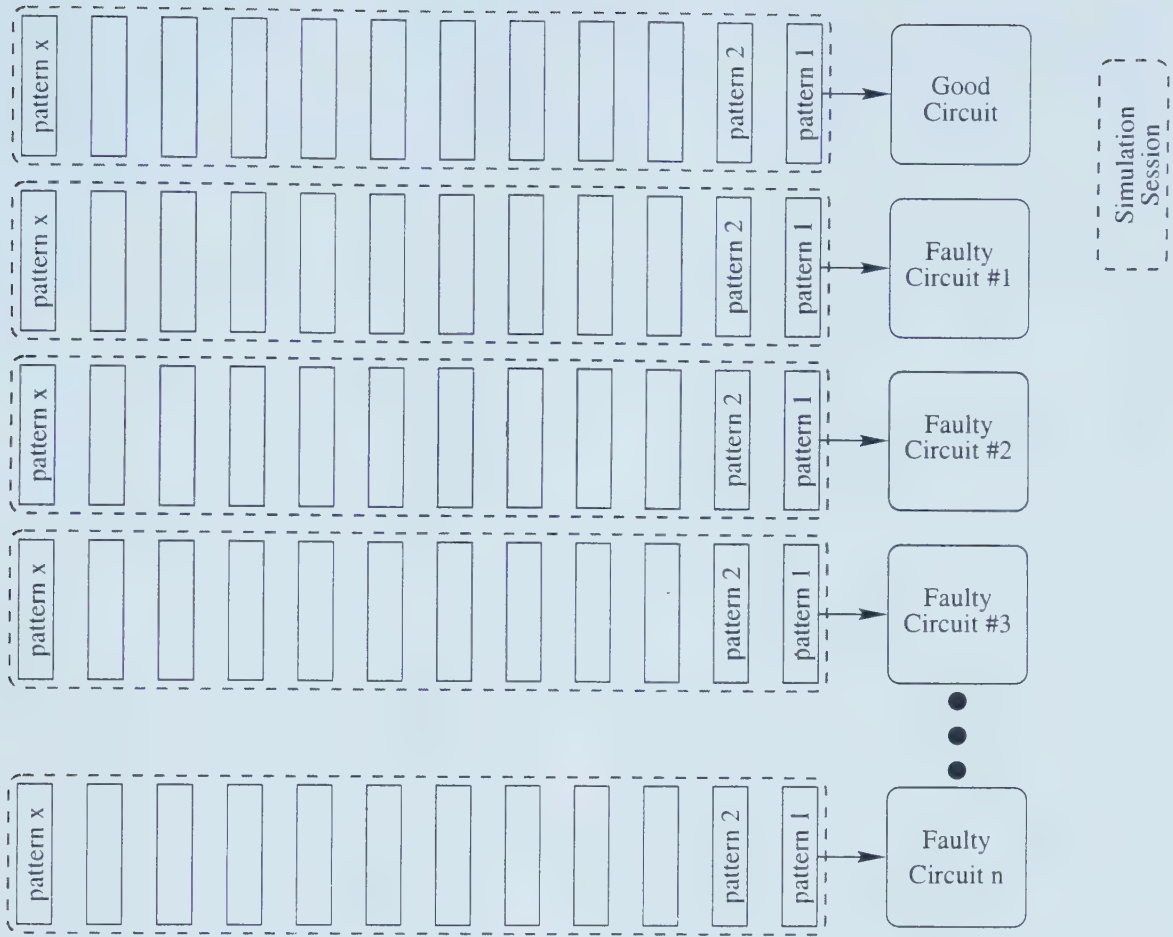 pattern x
pattern 2
pattern 1
Good
Circuit
Simulation
Session
pattern x
pattern 2
pattern 1
Faulty
Circuit #1
pattern x
pattern 2
pattern 1
Faulty
Circuit #2
pattern x
pattern 2
pattern 1
Faulty
Circuit #3
pattern x
pattern 2
pattern 1
Faulty
Circuit n